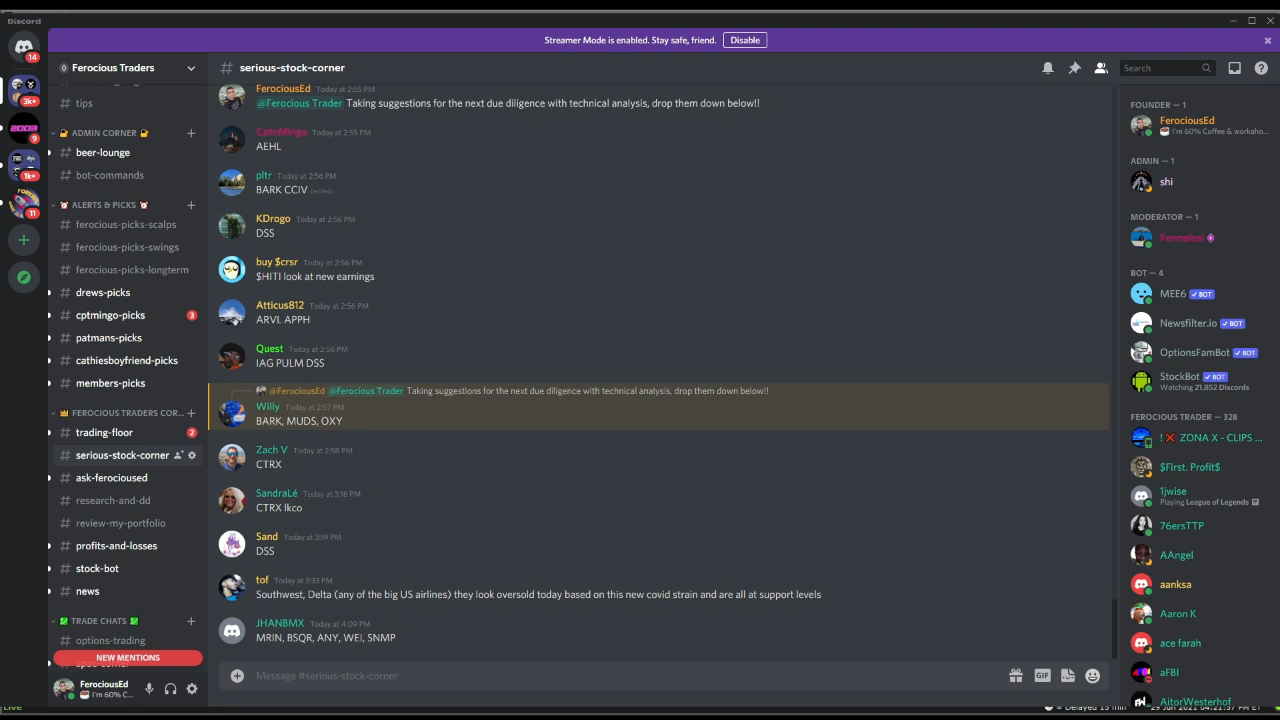 Discord
Streamer Mode is enabled. Stay safe, friend. Disable
14
3k+
9
1k+
11
Ferocious Traders
tips
ADMIN CORNER
beer-lounge
bot-commands
ALERTS & PICKS
ferocious-picks-scalps
ferocious-picks-swings
ferocious-picks-longterm
drews-picks
cptmingo-picks 3
patmans-picks
cathiesboyfriend-picks
members-picks
FEROCIOUS TRADERS COR...
trading-floor 2
serious-stock-corner
ask-ferocioused
research-and-dd
review-my-portfolio
profits-and-losses
stock-bot
news
TRADE CHATS
options-trading
NEW MENTIONS
FerociousEd
I'm 60% C...
Live
# serious-stock-corner
Search
FerociousEd Today at 2:55 PM
@Ferocious Trader Taking suggestions for the next due diligence with technical analysis, drop them down below!!
CptnMingo Today at 2:55 PM
AEHL
pltr Today at 2:56 PM
BARK CCIV (edited)
KDrogo Today at 2:56 PM
DSS
buy $crsr Today at 2:56 PM
$HITI look at new earnings
Atticus812 Today at 2:56 PM
ARVL APPH
Quest Today at 2:56 PM
IAG PULM DSS
@FerociousEd @Ferocious Trader Taking suggestions for the next due diligence with technical analysis, drop them down below!!
Willy Today at 2:57 PM
BARK, MUDS, OXY
Zach V Today at 2:58 PM
CTRX
SandraLé Today at 3:16 PM
CTRX lkco
Sand Today at 3:19 PM
DSS
tof Today at 3:33 PM
Southwest, Delta (any of the big US airlines) they look oversold today based on this new covid strain and are all at support levels
JHANBMX Today at 4:09 PM
MRIN, BSQR, ANY, WEI, SNMP
Message #serious-stock-corner
GIF
FOUNDER — 1
FerociousEd
I'm 60% Coffee & workaho...
ADMIN — 1
shi
MODERATOR — 1
Fermalosi
BOT — 4
MEE6 BOT
Newsfilter.io BOT
OptionsFamBot BOT
StockBot BOT
Watching 21,852 Discords
FEROCIOUS TRADER — 328
! ZONA X - CLIPS ...
$First. Profit$
1jwise
Playing League of Legends
76ersTTP
AAngel
aanksa
Aaron K
ace farah
aFBI
AitorWesterhof